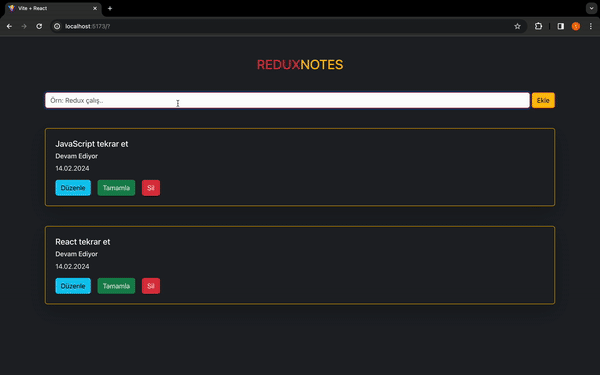 Vite + React
localhost:5173/?
REDUXNOTES
Örn: Redux çalış..
Ekle
JavaScript tekrar et
Devam Ediyor
14.02.2024
Düzenle Tamamla Sil
React tekrar et
Devam Ediyor
14.02.2024
Düzenle Tamamla Sil